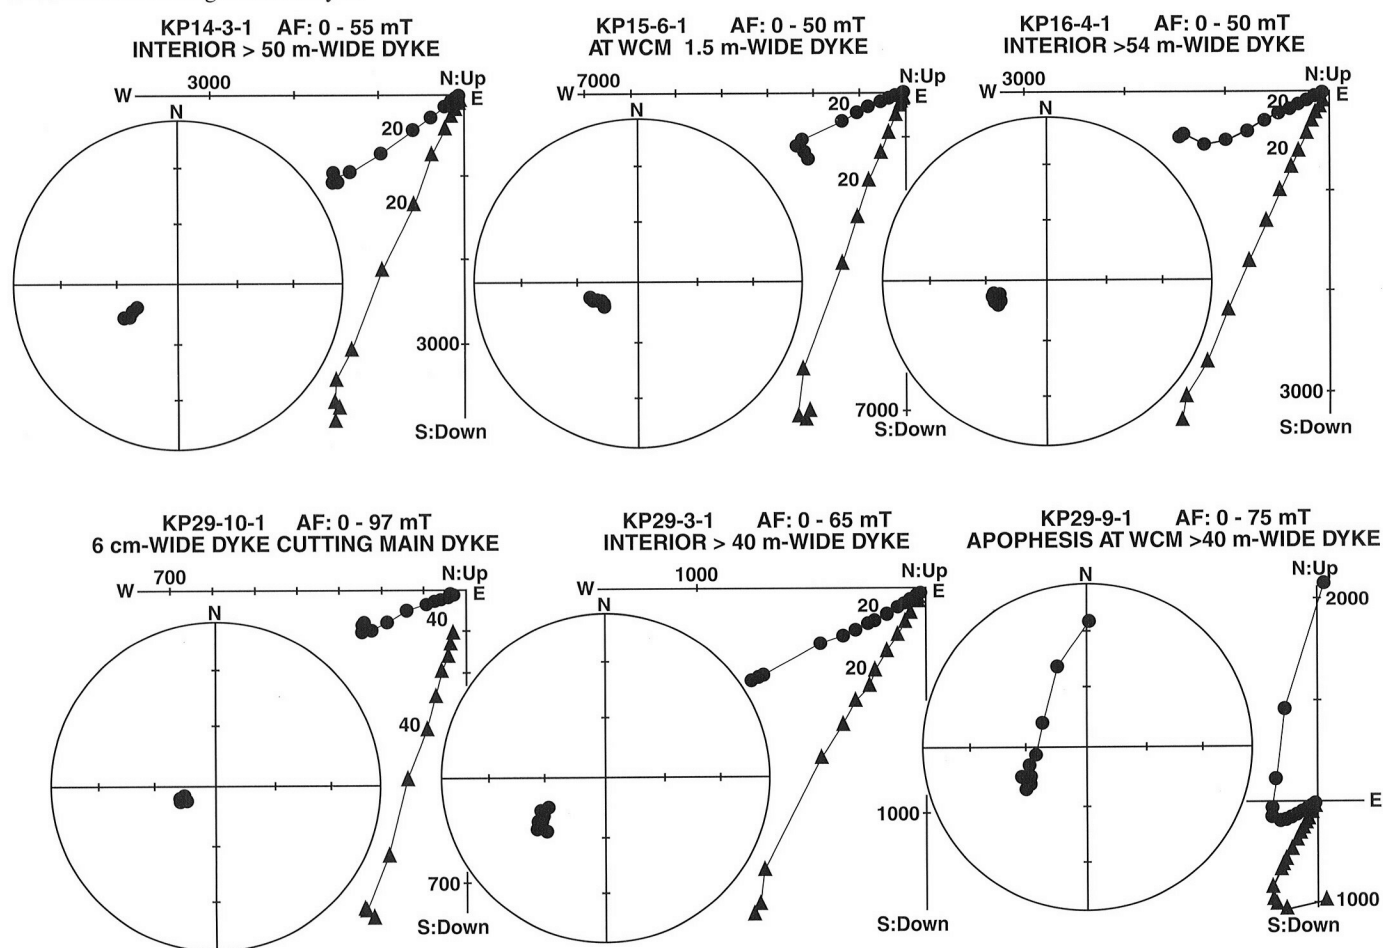 KP14-3-1 AF: 0 - 55 mT
INTERIOR > 50 m-WIDE DYKE
3000
N:Up
W
E
N
20
20
3000
S:Down
KP15-6-1 AF: 0 - 50 mT
AT WCM 1.5 m-WIDE DYKE
7000
N:Up
W
E
N
20
20
7000
S:Down
KP16-4-1 AF: 0 - 50 mT
INTERIOR >54 m-WIDE DYKE
3000
N:Up
W
E
N
20
20
3000
S:Down
KP29-10-1 AF: 0 - 97 mT
6 cm-WIDE DYKE CUTTING MAIN DYKE
700
N:Up
W
E
N
40
40
700
S:Down
KP29-3-1 AF: 0 - 65 mT
INTERIOR > 40 m-WIDE DYKE
1000
N:Up
W
E
N
20
20
1000
S:Down
KP29-9-1 AF: 0 - 75 mT
APOPHESIS AT WCM >40 m-WIDE DYKE
N
N:Up
2000
E
1000
S:Down